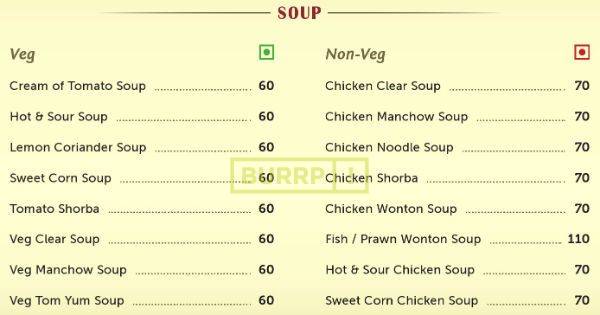 SOUP
Veg
Cream of Tomato Soup 60
Hot & Sour Soup 60
Lemon Coriander Soup 60
Sweet Corn Soup 60
Tomato Shorba 60
Veg Clear Soup 60
Veg Manchow Soup 60
Veg Tom Yum Soup 60
Non-Veg
Chicken Clear Soup 70
Chicken Manchow Soup 70
Chicken Noodle Soup 70
Chicken Shorba 70
Chicken Wonton Soup 70
Fish / Prawn Wonton Soup 110
Hot & Sour Chicken Soup 70
Sweet Corn Chicken Soup 70
BURRP!